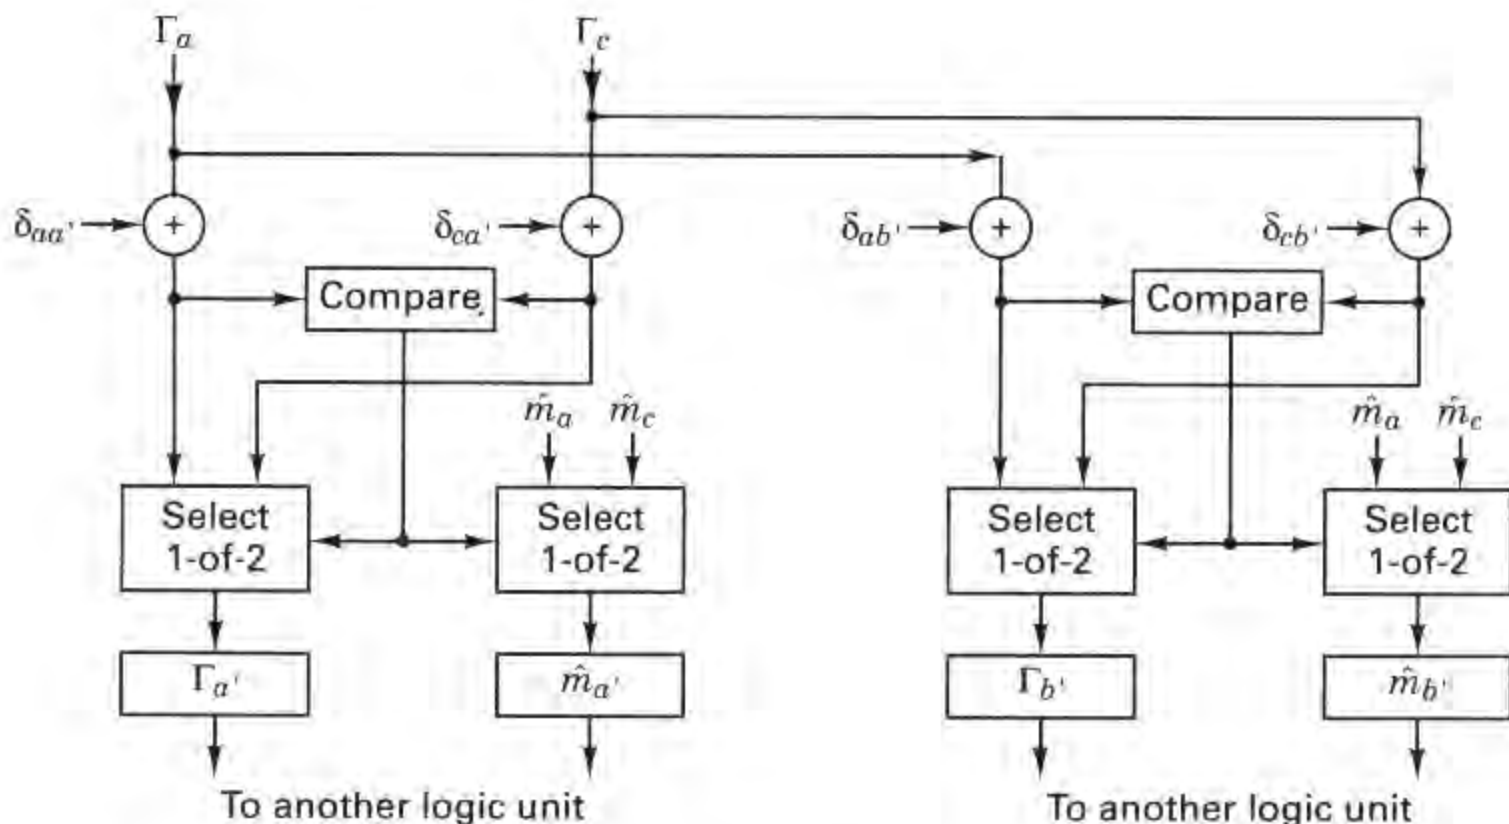 Γa Γc
δaa' + δca' + δab' + δcb' +
Compare Compare
m̂a m̂c m̂a m̂c
Select Select Select Select
1-of-2 1-of-2 1-of-2 1-of-2
Γa' m̂a' Γb' m̂b'
To another logic unit To another logic unit